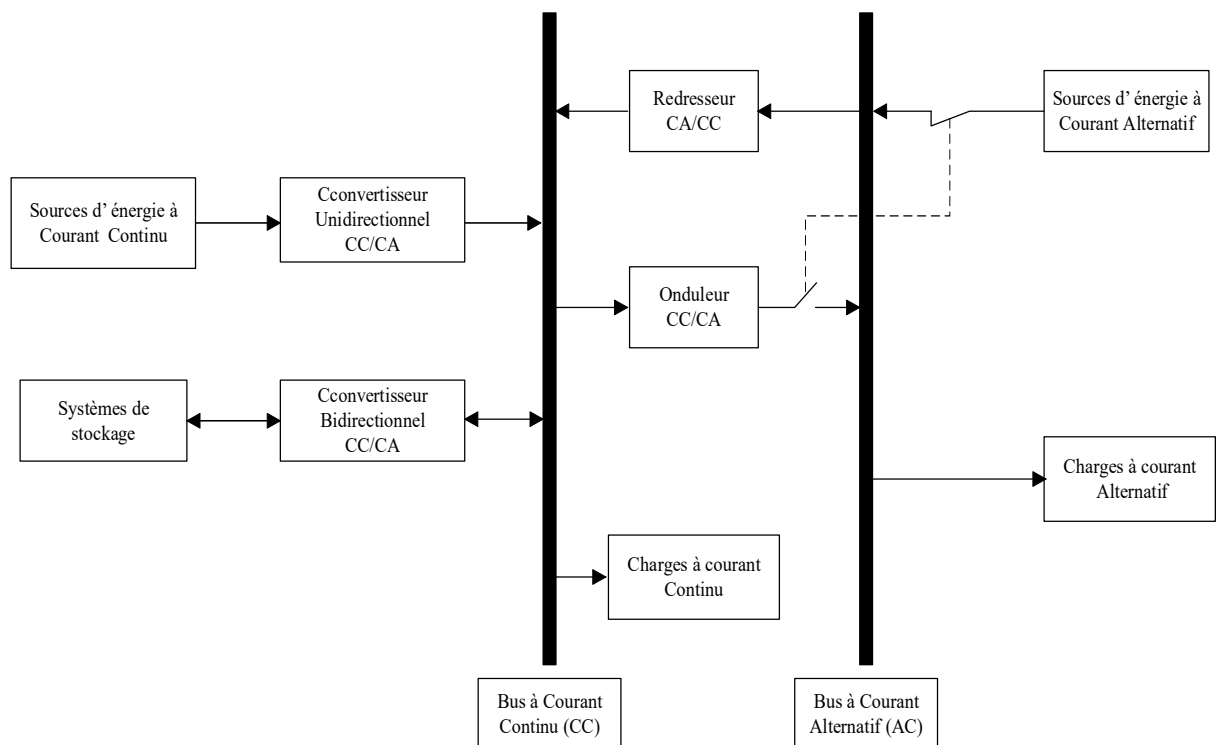 Redresseur
CA/CC
Sources d’ énergie à
Courant Alternatif
Sources d’ énergie à
Courant Continu
Cconvertisseur
Unidirectionnel
CC/CA
Onduleur
CC/CA
Systèmes de
stockage
Cconvertisseur
Bidirectionnel
CC/CA
Charges à courant
Alternatif
Charges à courant
Continu
Bus à Courant
Continu (CC)
Bus à Courant
Alternatif (AC)